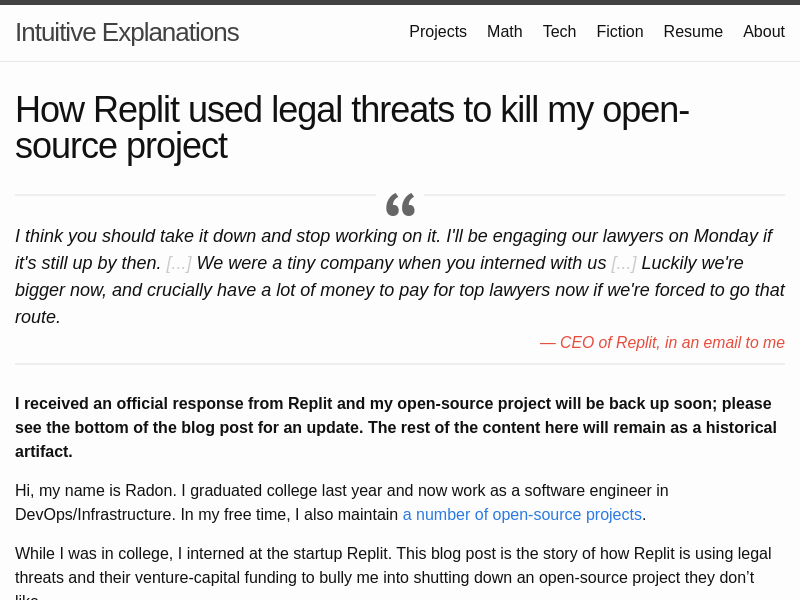 Intuitive Explanations
Projects Math Tech Fiction Resume About
How Replit used legal threats to kill my open-
source project
“
I think you should take it down and stop working on it. I'll be engaging our lawyers on Monday if
it's still up by then. [...] We were a tiny company when you interned with us [...] Luckily we're
bigger now, and crucially have a lot of money to pay for top lawyers now if we're forced to go that
route.
— CEO of Replit, in an email to me
I received an official response from Replit and my open-source project will be back up soon; please
see the bottom of the blog post for an update. The rest of the content here will remain as a historical
artifact.
Hi, my name is Radon. I graduated college last year and now work as a software engineer in
DevOps/Infrastructure. In my free time, I also maintain a number of open-source projects.
While I was in college, I interned at the startup Replit. This blog post is the story of how Replit is using legal
threats and their venture-capital funding to bully me into shutting down an open-source project they don’t